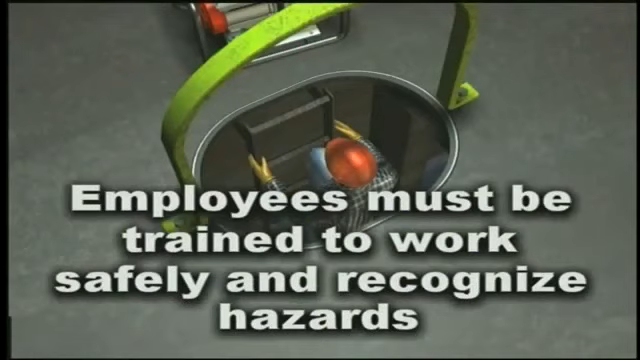 Employees must be
trained to work
safely and recognize
hazards